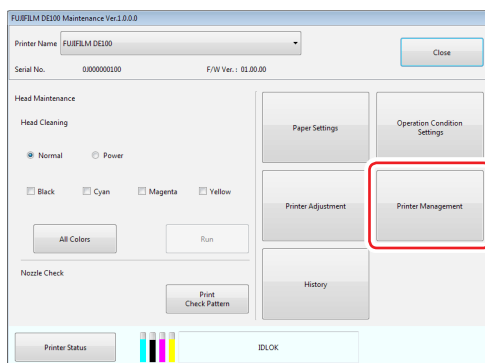 FUJIFILM DE100 Maintenance Ver.1.0.0.0
Printer Name FUJIFILM DE100
Close
Serial No. 0J000000100 F/W Ver. : 01.00.00
Head Maintenance
Head Cleaning
Normal Power
Black Cyan Magenta Yellow
All Colors Run
Nozzle Check
Print
Check Pattern
Paper Settings
Operation Condition
Settings
Printer Adjustment
Printer Management
History
Printer Status
IDLOK